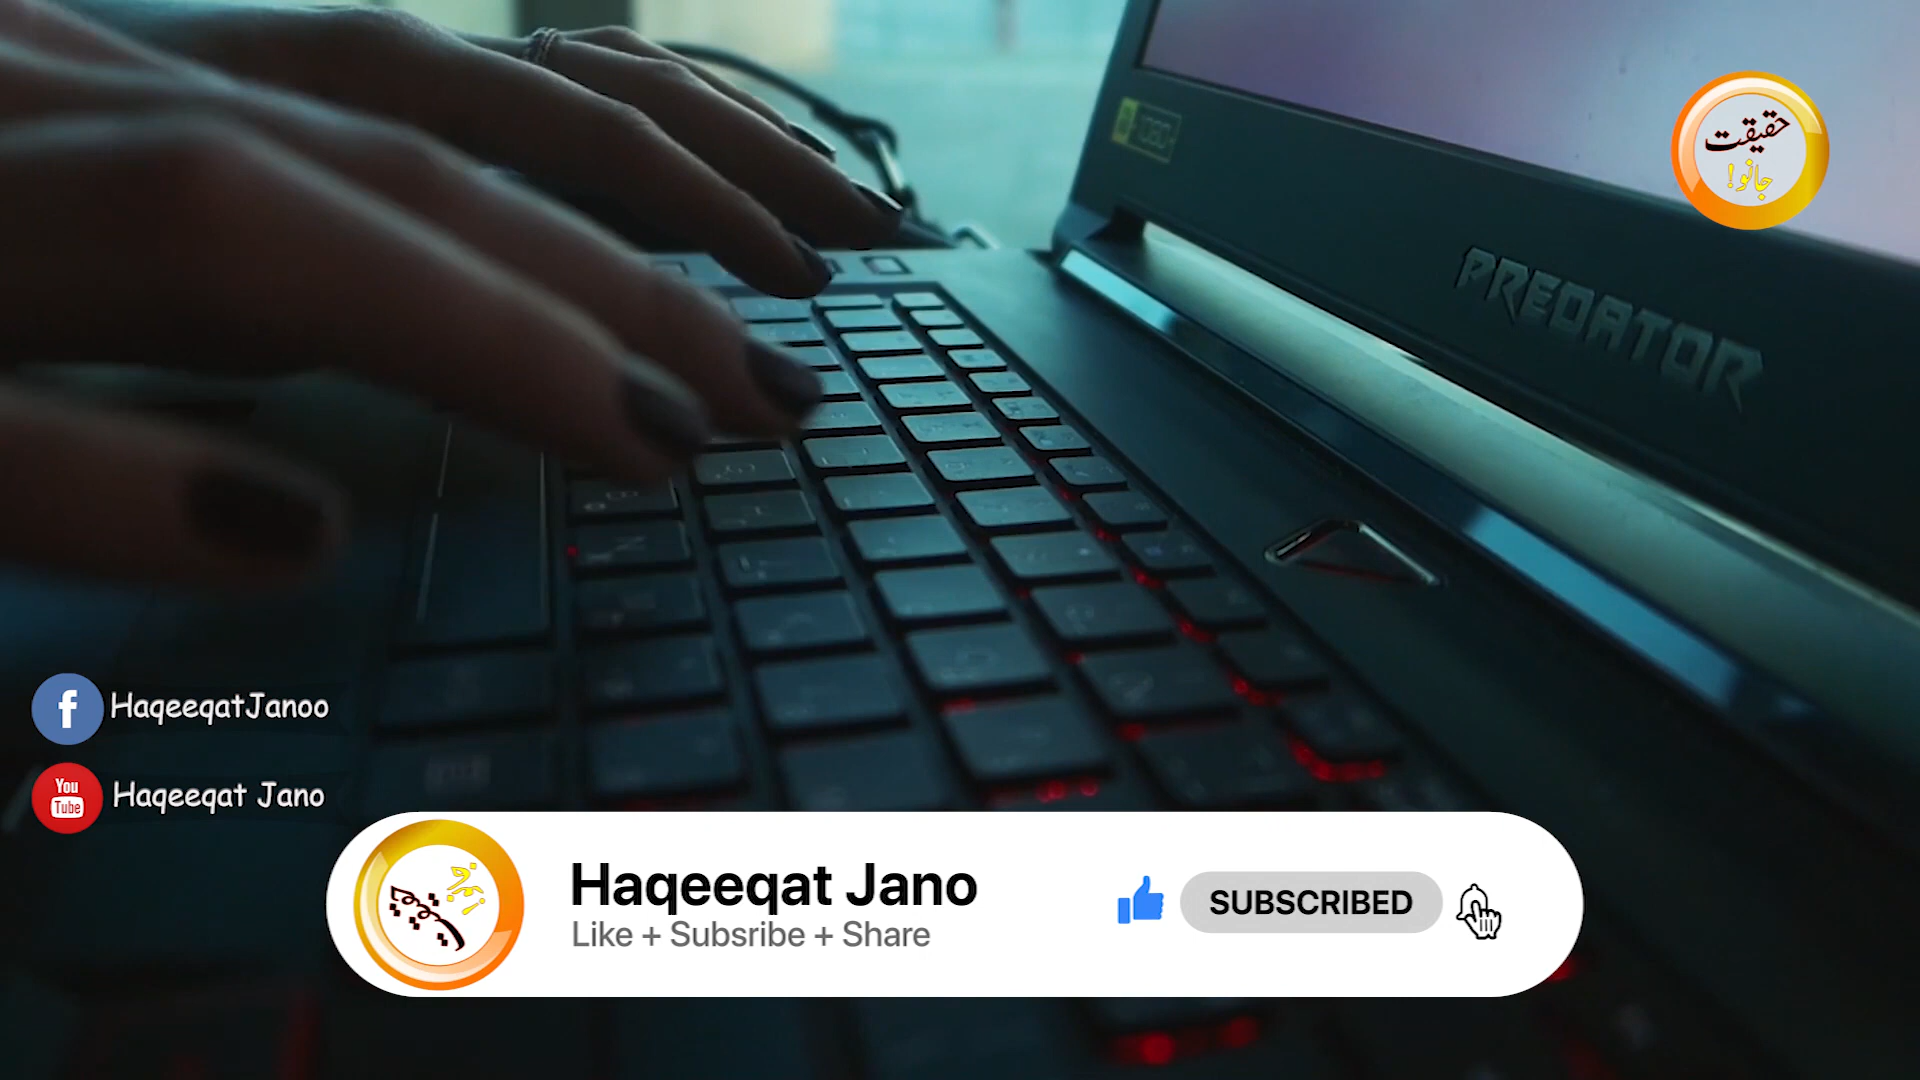 حقیقت
جانو!
PREDATOR
HaqeeqatJanoo
You
Tube
Haqeeqat Jano
Haqeeqat Jano
Like + Subsribe + Share
SUBSCRIBED